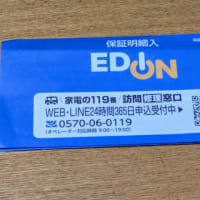 保証明細入
EDION
家電の119番 訪問修理窓口
WEB・LINE24時間365日申込受付中
0570-06-0119
(オペレーター対応時間 9:00〜19:00)